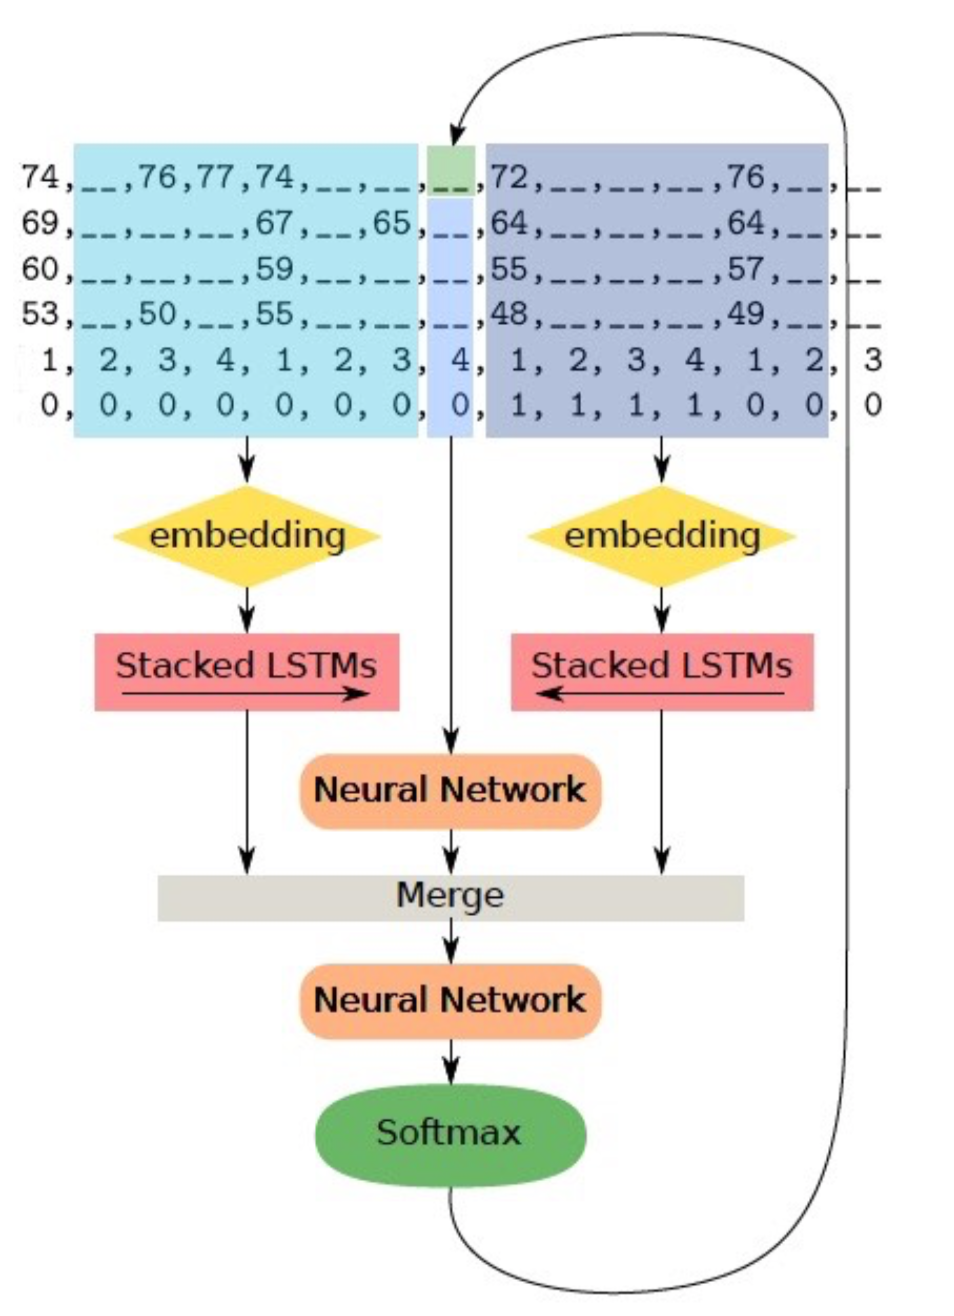 74,__,76,77,74,__,__,__,72,__,__,__,76,__,__
69,__,__,__,67,__,65,__,64,__,__,__,64,__,__
60,__,__,__,59,__,__,__,55,__,__,__,57,__,__
53,__,50,__,55,__,__,__,48,__,__,__,49,__,__
1, 2, 3, 4, 1, 2, 3, 4, 1, 2, 3, 4, 1, 2, 3
0, 0, 0, 0, 0, 0, 0, 0, 1, 1, 1, 1, 0, 0, 0
embedding embedding
Stacked LSTMs Stacked LSTMs
Neural Network
Merge
Neural Network
Softmax